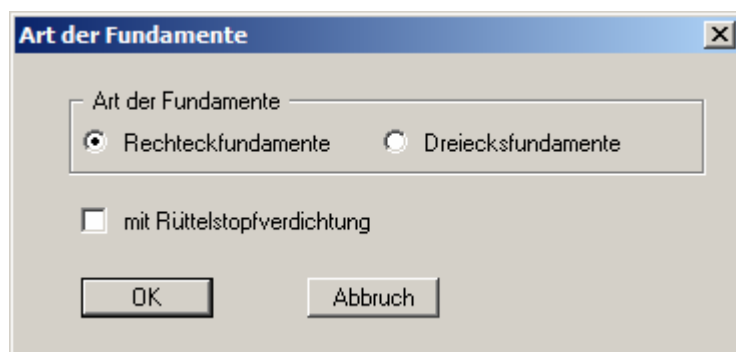 Art der Fundamente
Art der Fundamente
Rechteckfundamente Dreiecksfundamente
mit Rüttelstopfverdichtung
OK Abbruch